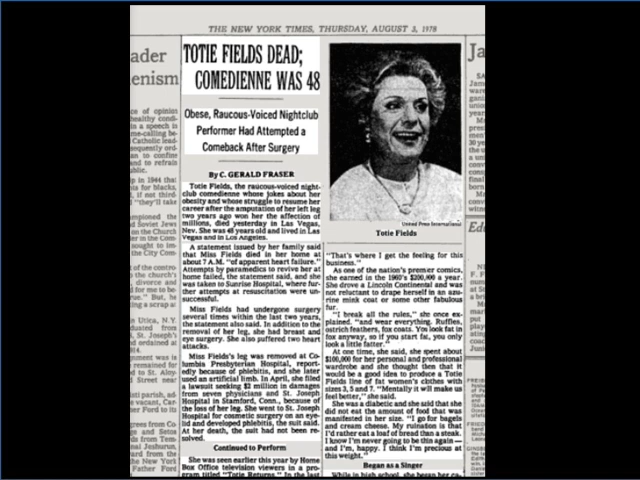 THE NEW YORK TIMES, THURSDAY, AUGUST 3, 1978
TOTIE FIELDS DEAD;
COMEDIENNE WAS 48
Obese, Raucous-Voiced Nightclub
Performer Had Attempted a
Comeback After Surgery
By C. GERALD FRASER
Totie Fields, the raucous-voiced night-
club comedienne whose jokes about her
obesity and whose struggle to resume her
career after the amputation of her left leg
two years ago won her the affection of
millions, died yesterday in Las Vegas,
Nev. She was 48 years old and lived in Las
Vegas and in Los Angeles.
A statement issued by her family said
that Miss Fields died in her home at
about 7 A.M. "of apparent heart failure."
Attempts by paramedics to revive her at
home failed, the statement said, and she
was taken to Sunrise Hospital, where fur-
ther attempts at resuscitation were un-
successful.
Miss Fields had undergone surgery
several times within the last two years,
the statement also said. In addition to the
removal of her leg, she had breast and
eye surgery. She also suffered two heart
attacks.
Miss Fields's leg was removed at Co-
lumbia Presbyterian Hospital, report-
edly because of phlebitis, and she later
used an artificial limb. In April, she filed
a lawsuit seeking $2 million in damages
from seven physicians and St. Joseph
Hospital in Stamford, Conn., because of
the loss of her leg. She went to St. Joseph
Hospital for cosmetic surgery on an eye-
lid and developed phlebitis, the suit said.
At her death, the suit had not been re-
solved.
Continued to Perform
She was seen earlier this year by Home
Box Office television viewers in a pro-
gram titled "Totie Returns." In the last
United Press International
Totie Fields
"That's where I get the feeling for this
business."
As one of the nation's premier comics,
she earned in the 1960's $200,000 a year.
She drove a Lincoln Continental and was
not reluctant to drape herself in an azu-
rine mink coat or some other fabulous
fur.
"I break all the rules," she once ex-
plained. "and wear everything. Ruffles,
ostrich feathers, fox coats. You look fat in
fox anyway, so if you start fat, you only
look a little fatter."
At one time, she said, she spent about
$100,000 for her personal and professional
wardrobe and she thought then that it
would be a good idea to produce a Totie
Fields line of fat women's clothes with
sizes 3, 5 and 7. "Mentally it will make us
feel better," she said.
She was a diabetic and she said that she
did not eat the amount of food that was
manifested in her size. "I go for bagels
and cream cheese. My ruination is that
I'd rather eat a loaf of bread than a steak.
I know I'm never going to be thin again —
and I'm, happy. I think I'm precious at
this weight."
Began as a Singer
While in high school, she began her ca-